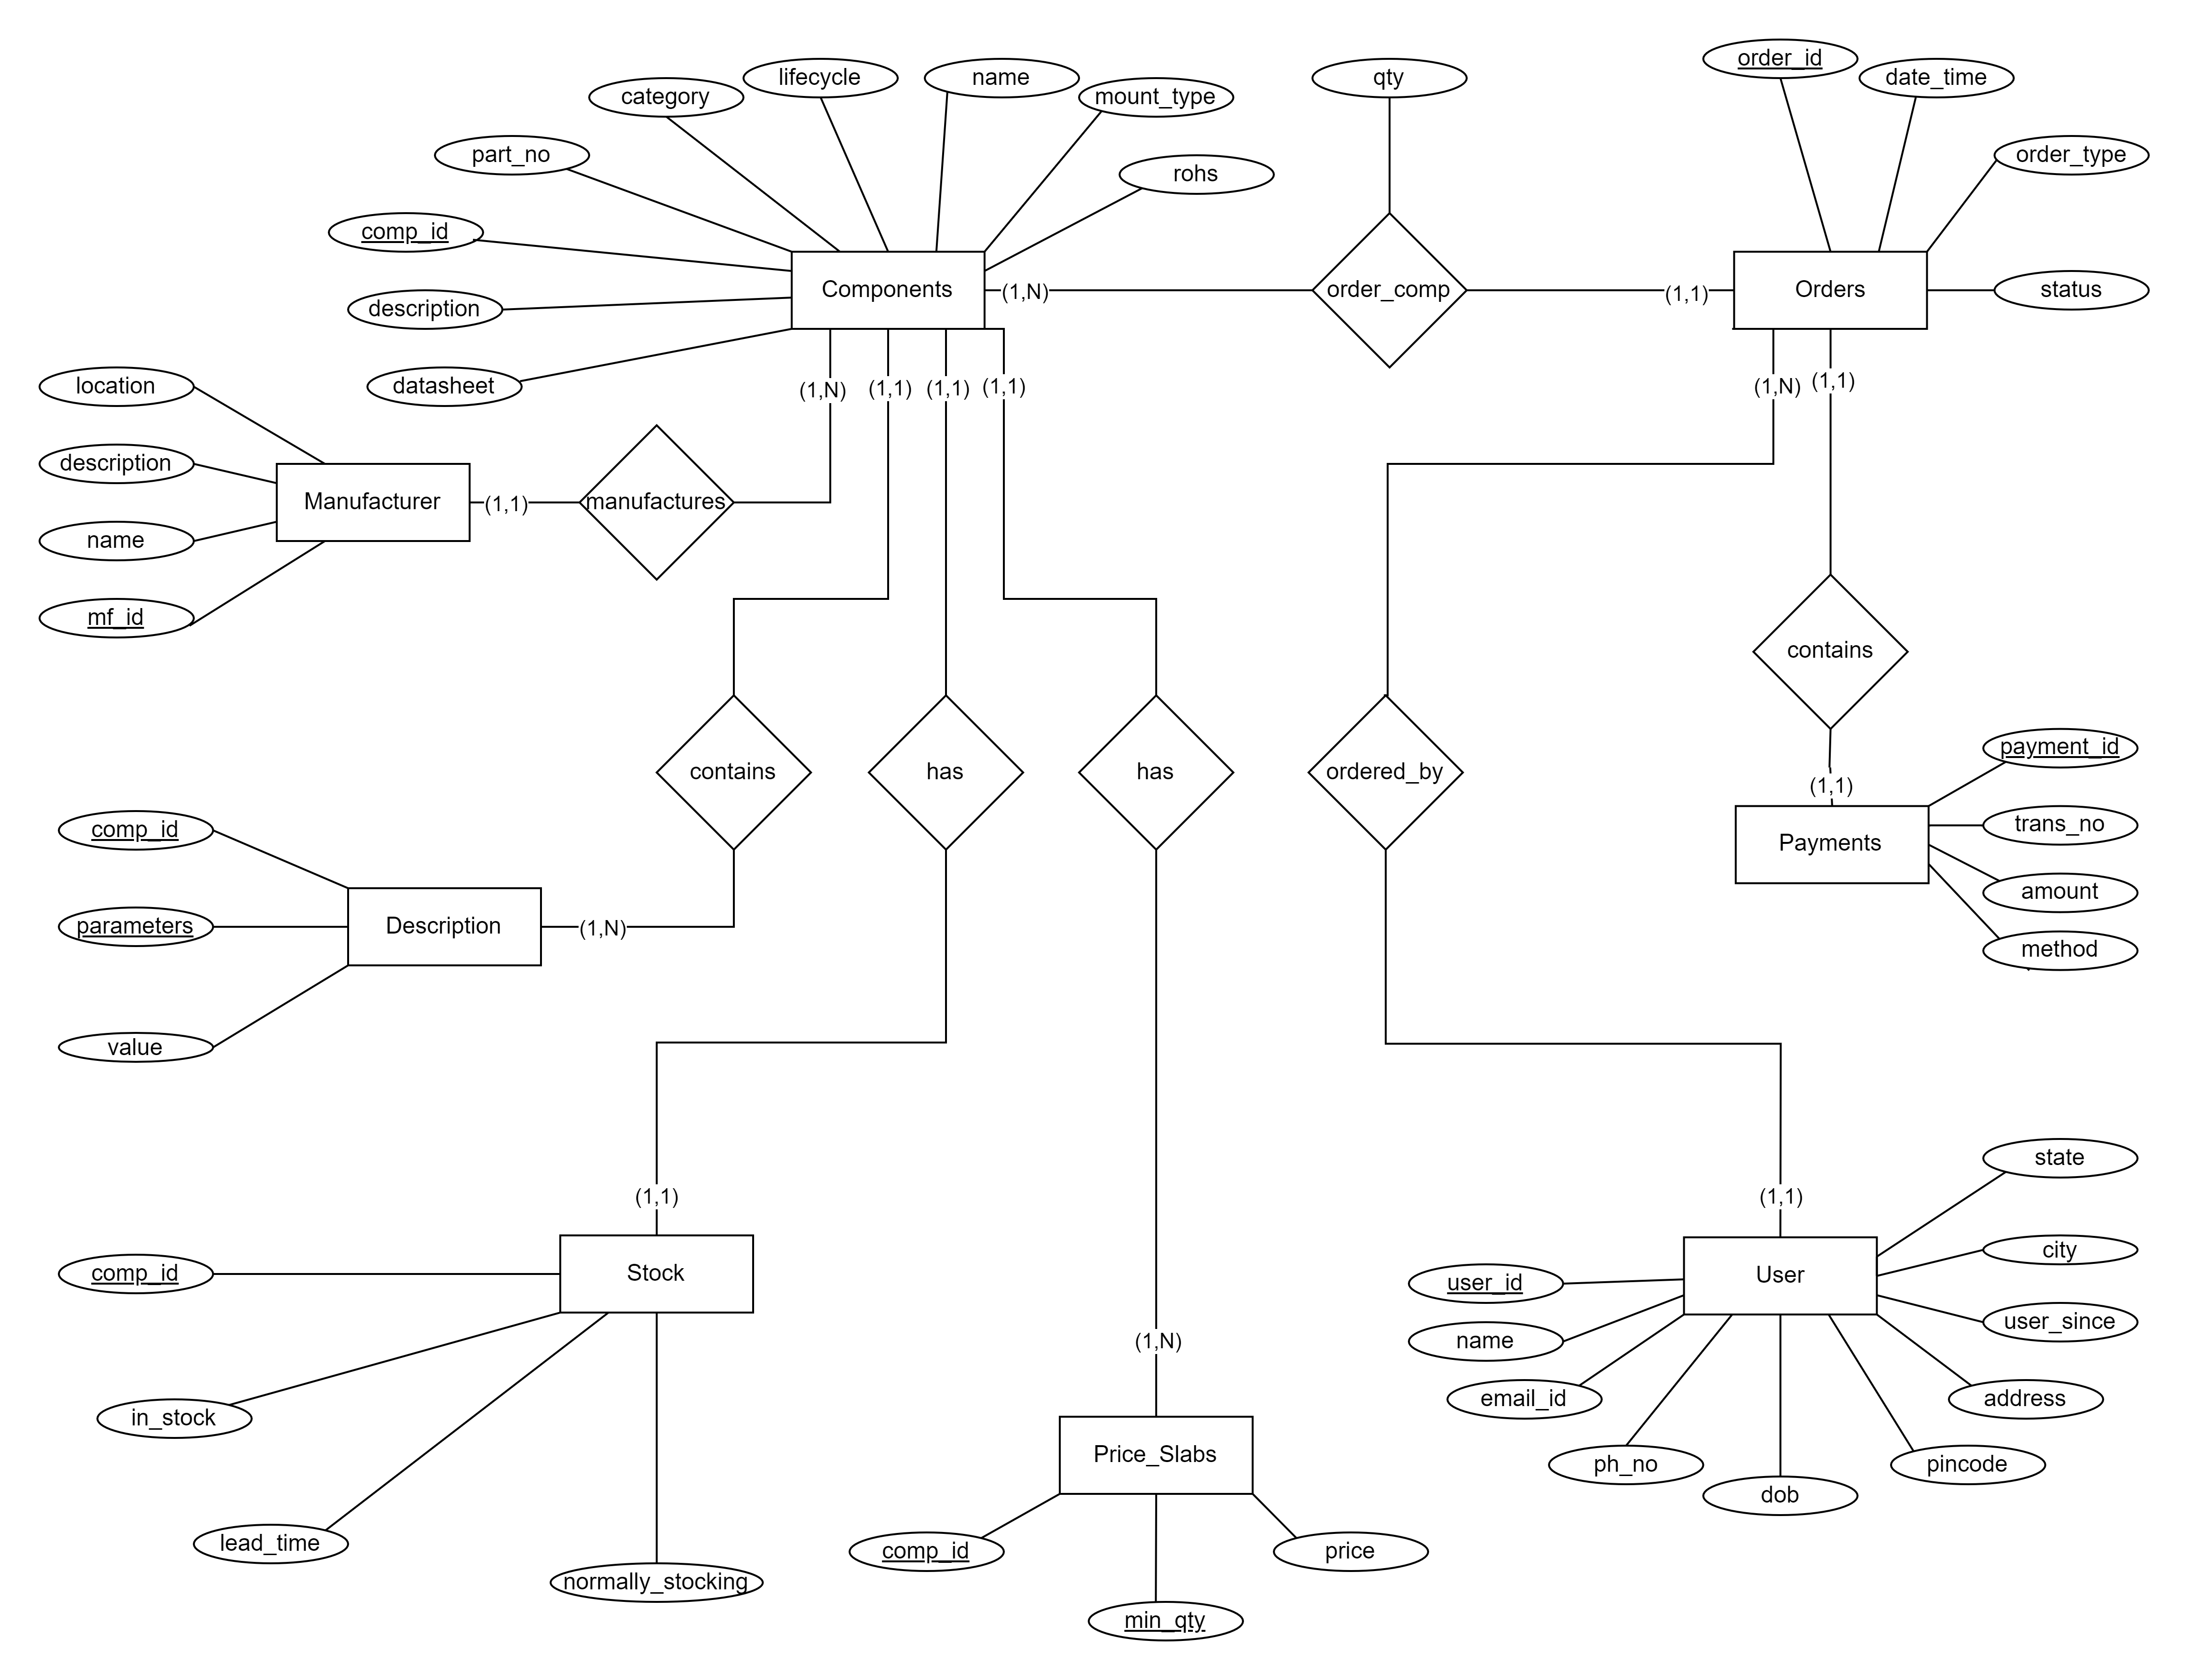 order_id
lifecycle
name
qty
date_time
category
mount_type
part_no
order_type
rohs
comp_id
Components
(1,N)
order_comp
(1,1)
Orders
status
description
location
datasheet
(1,N)
(1,1)
(1,1)
(1,1)
(1,N)
(1,1)
description
Manufacturer
(1,1)
manufactures
name
mf_id
contains
contains
has
has
ordered_by
payment_id
(1,1)
comp_id
trans_no
Payments
amount
parameters
Description
(1,N)
method
value
state
(1,1)
(1,1)
city
comp_id
Stock
user_id
User
user_since
name
(1,N)
email_id
address
in_stock
Price_Slabs
ph_no
pincode
dob
lead_time
comp_id
price
normally_stocking
min_qty